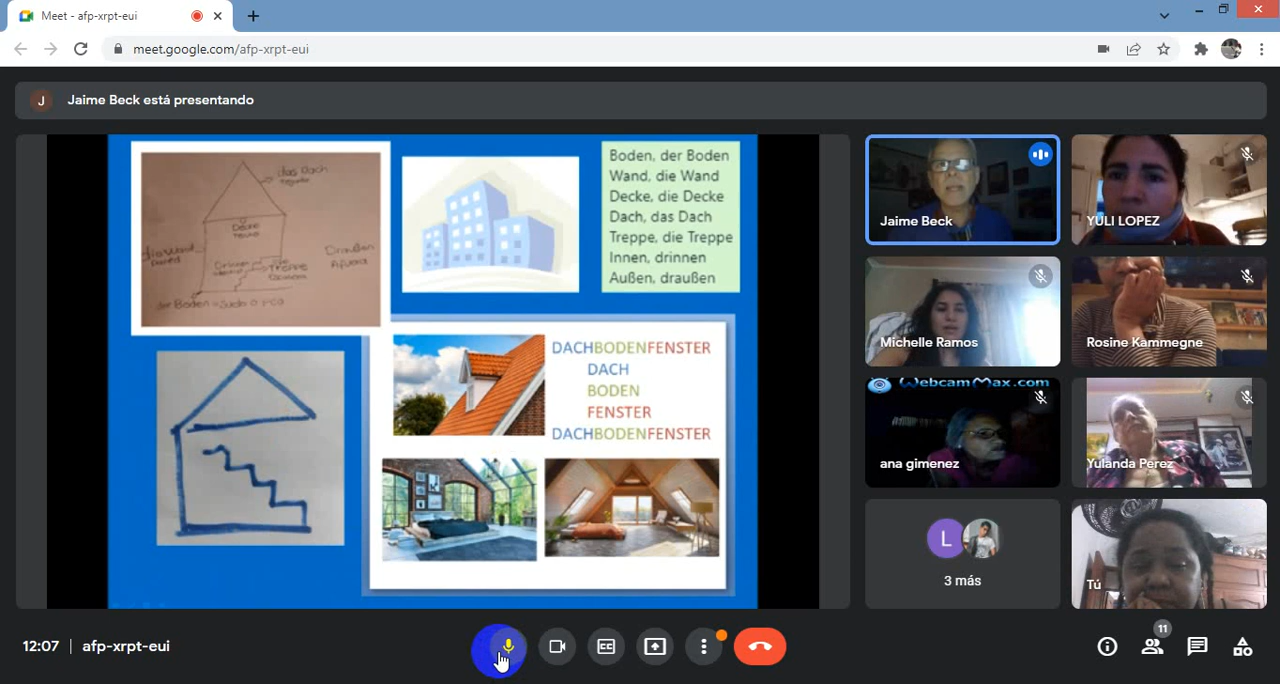 Meet - afp-xrpt-eui
meet.google.com/afp-xrpt-eui
J
Jaime Beck está presentando
das Dach
Decke
Drinnen
Treppe
Draußen
der Boden =
Boden, der Boden
Wand, die Wand
Decke, die Decke
Dach, das Dach
Treppe, die Treppe
Innen, drinnen
Außen, draußen
DACHBODENFENSTER
DACH
BODEN
FENSTER
DACHBODENFENSTER
Jaime Beck
YULI LOPEZ
Michelle Ramos
Rosine Kammegne
WebcamMax.com
ana gimenez
Yulanda Perez
L
3 más
Tú
12:07 | afp-xrpt-eui
CC
11